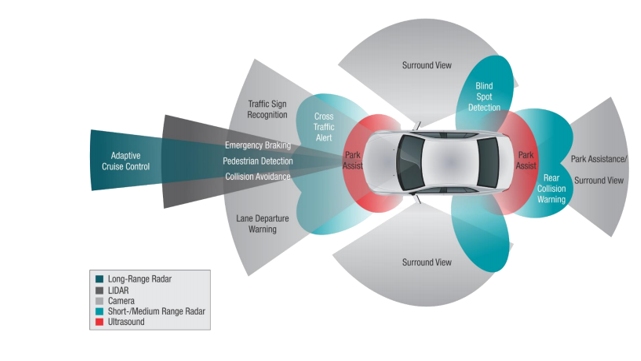 Surround View
Blind
Spot
Detection
Traffic Sign
Recognition
Cross
Traffic
Alert
Emergency Braking
Adaptive
Cruise Control
Pedestrian Detection
Collision Avoidance
Park
Assist
Park
Assist
Park Assistance/
Surround View
Rear
Collision
Warning
Lane Departure
Warning
Surround View
Long-Range Radar
LIDAR
Camera
Short-/Medium Range Radar
Ultrasound